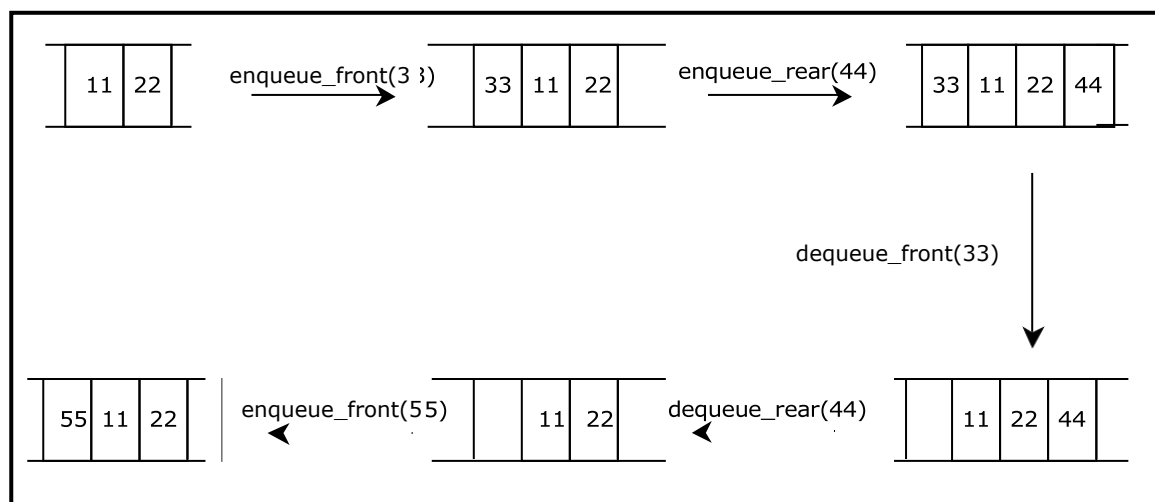 11 22
enqueue_front(33)
33 11 22
enqueue_rear(44)
33 11 22 44
dequeue_front(33)
55 11 22
enqueue_front(55)
11 22
dequeue_rear(44)
11 22 44